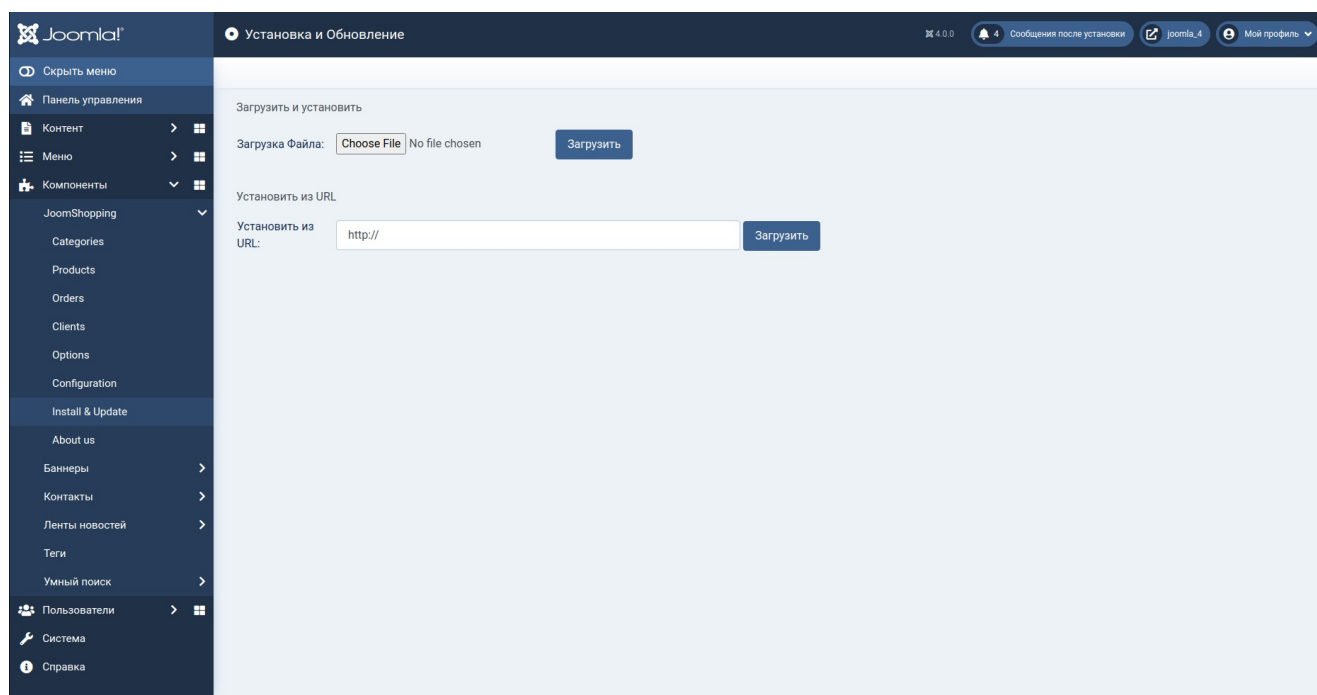 Joomla!
Установка и Обновление
4.0.0
4 Сообщения после установки
joomla_4
Мой профиль
Скрыть меню
Панель управления
Контент
Меню
Компоненты
JoomShopping
Categories
Products
Orders
Clients
Options
Configuration
Install & Update
About us
Баннеры
Контакты
Ленты новостей
Теги
Умный поиск
Пользователи
Система
Справка
Загрузить и установить
Загрузка Файла: Choose File No file chosen Загрузить
Установить из URL
Установить из
URL:
http://
Загрузить